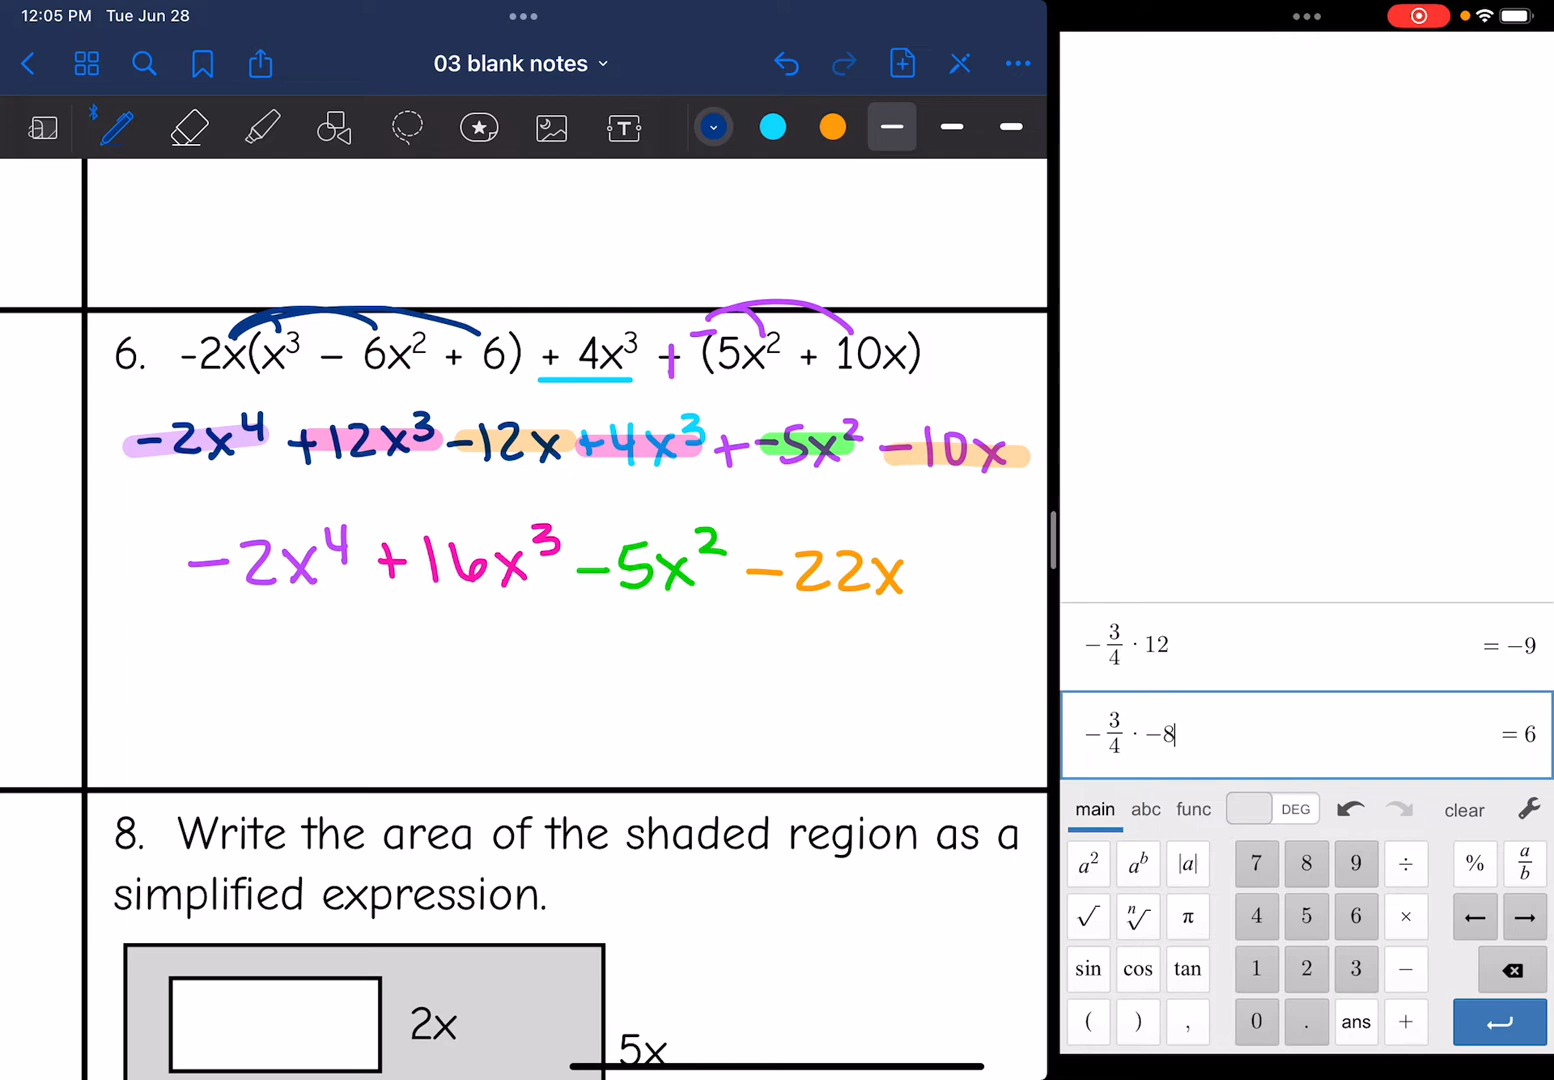 12:05 PM Tue Jun 28
03 blank notes
T
6. -2x(x³ − 6x² + 6) + 4x³ + −(5x² + 10x)
−2x⁴ +12x³ −12x +4x³ + −5x² −10x
−2x⁴ +16x³ −5x² −22x
8. Write the area of the shaded region as a
simplified expression.
2x
5x
−3/4 · 12 = −9
−3/4 · −8 = 6
main abc func DEG clear
a² aᵇ |a| 7 8 9 ÷ % a/b
√ ⁿ√ π 4 5 6 × ← →
sin cos tan 1 2 3 −
( ) , 0 . ans +